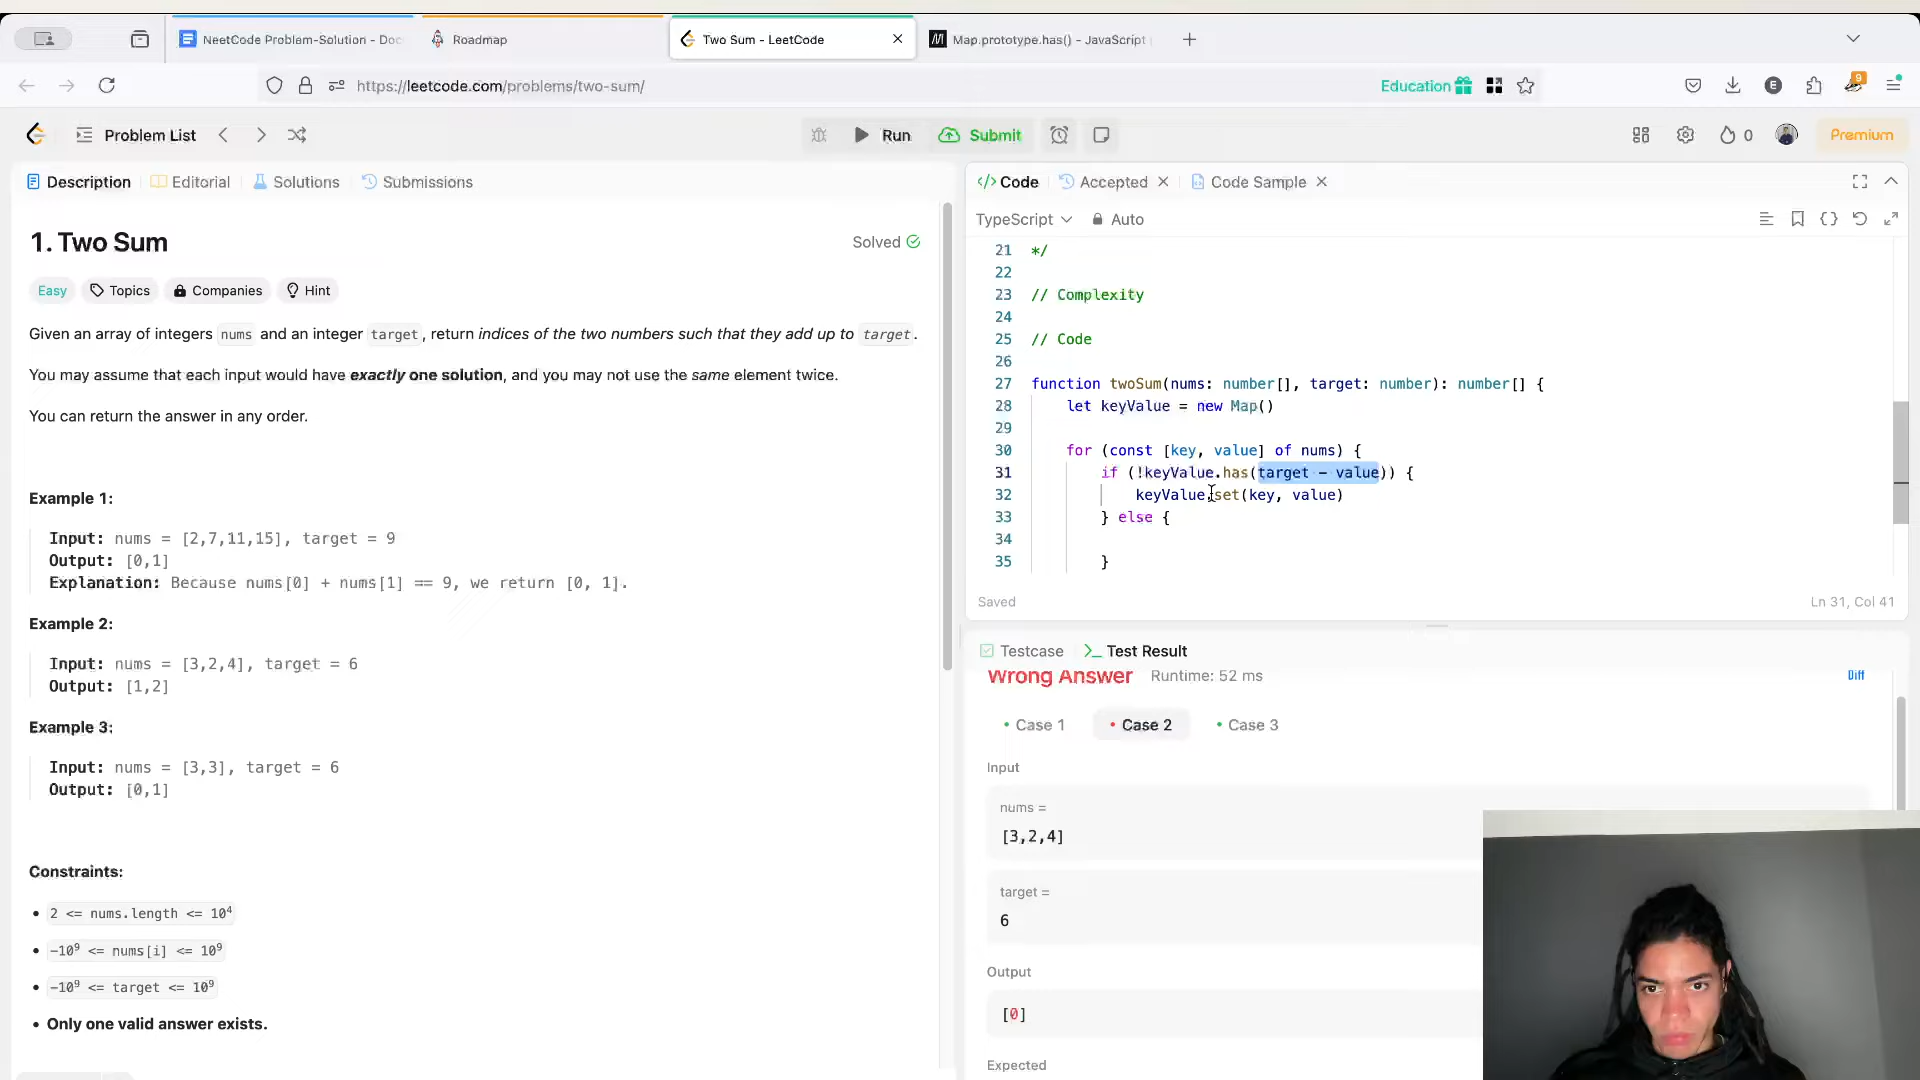 NeetCode Problem-Solution - Doc
Roadmap
Two Sum - LeetCode
Map.prototype.has() - JavaScript
https://leetcode.com/problems/two-sum/
Education
E
9
Problem List
Run
Submit
0
Premium
Description
Editorial
Solutions
Submissions
1. Two Sum
Solved
Easy
Topics
Companies
Hint
Given an array of integers nums and an integer target, return indices of the two numbers such that they add up to target.
You may assume that each input would have exactly one solution, and you may not use the same element twice.
You can return the answer in any order.
Example 1:
Input: nums = [2,7,11,15], target = 9
Output: [0,1]
Explanation: Because nums[0] + nums[1] == 9, we return [0, 1].
Example 2:
Input: nums = [3,2,4], target = 6
Output: [1,2]
Example 3:
Input: nums = [3,3], target = 6
Output: [0,1]
Constraints:
• 2 <= nums.length <= 10⁴
• -10⁹ <= nums[i] <= 10⁹
• -10⁹ <= target <= 10⁹
• Only one valid answer exists.
</> Code
Accepted
Code Sample
TypeScript
Auto
21 */
22
23 // Complexity
24
25 // Code
26
27 function twoSum(nums: number[], target: number): number[] {
28 let keyValue = new Map()
29
30 for (const [key, value] of nums) {
31 if (!keyValue.has(target - value)) {
32 keyValue.set(key, value)
33 } else {
34
35 }
Saved
Ln 31, Col 41
Testcase
>_ Test Result
Wrong Answer
Runtime: 52 ms
Diff
• Case 1
• Case 2
• Case 3
Input
nums =
[3,2,4]
target =
6
Output
[0]
Expected